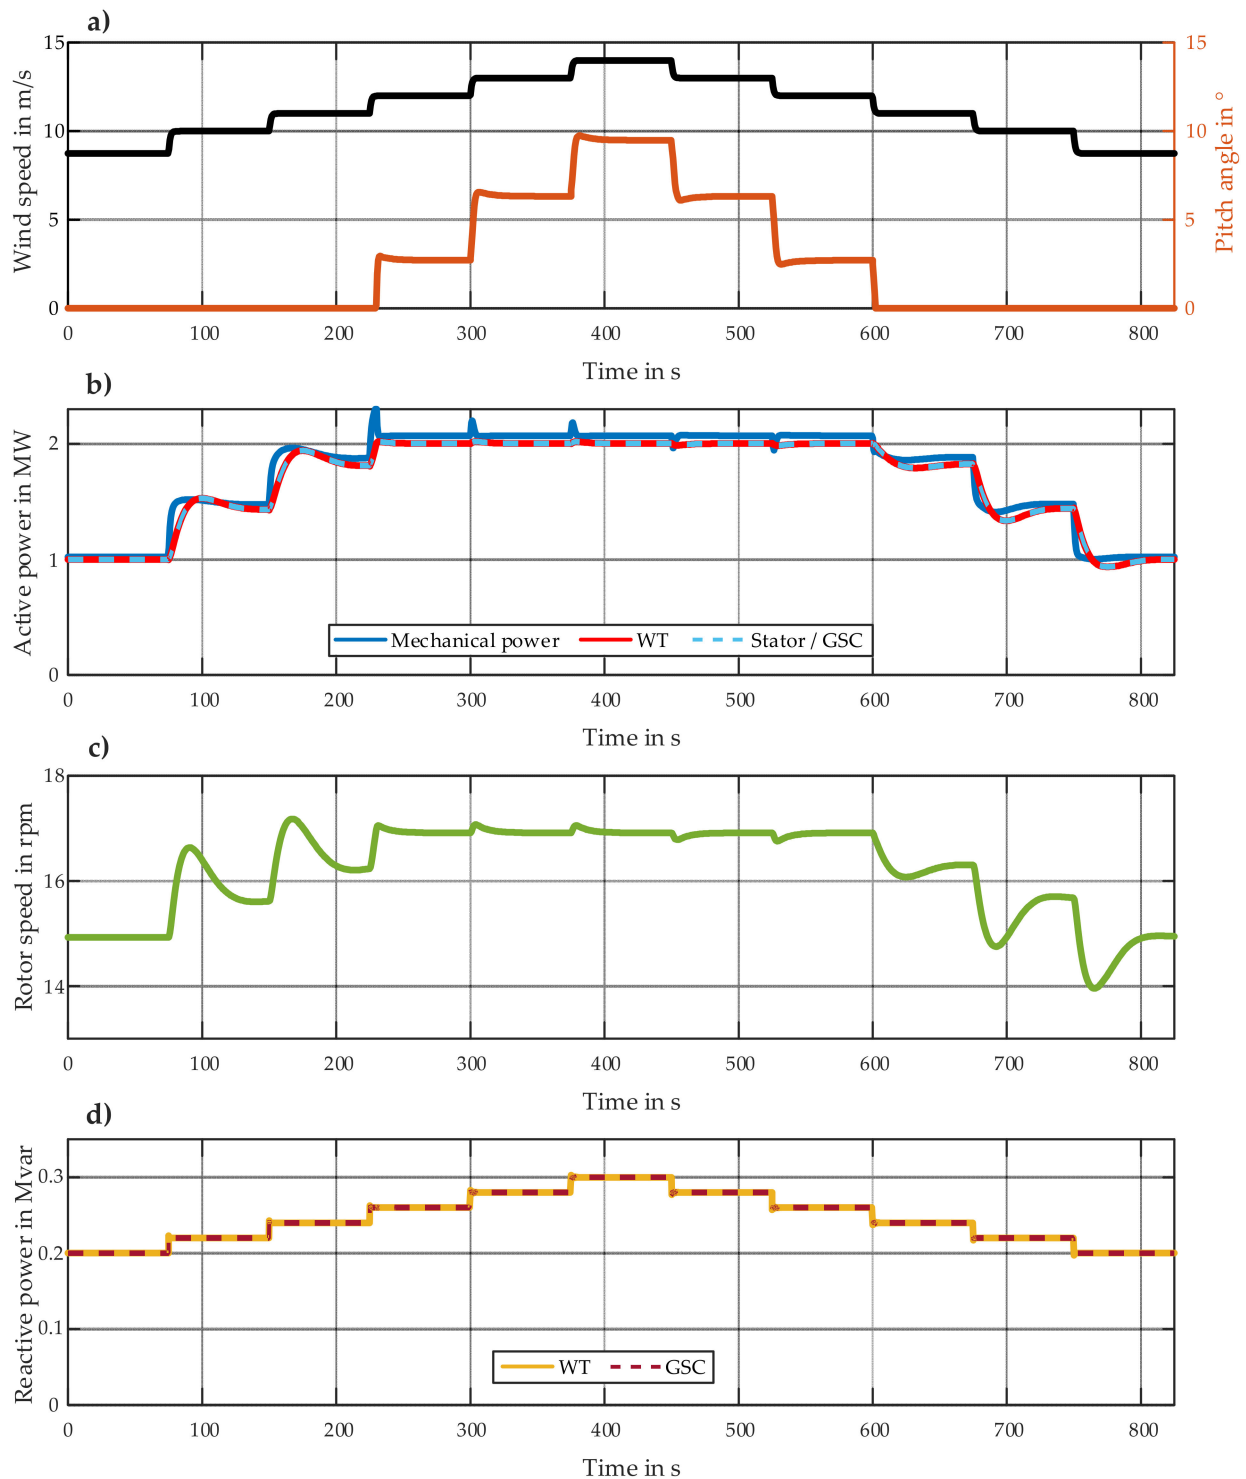 a)
15 15
Wind speed in m/s
10 10
Pitch angle in °
5 5
0 0
0 100 200 300 400 500 600 700 800
Time in s
b)
Active power in MW
2
1
0
Mechanical power WT Stator / GSC
0 100 200 300 400 500 600 700 800
Time in s
c)
Rotor speed in rpm
18
16
14
0 100 200 300 400 500 600 700 800
Time in s
d)
Reactive power in Mvar
0.3
0.2
0.1
0
WT GSC
0 100 200 300 400 500 600 700 800
Time in s